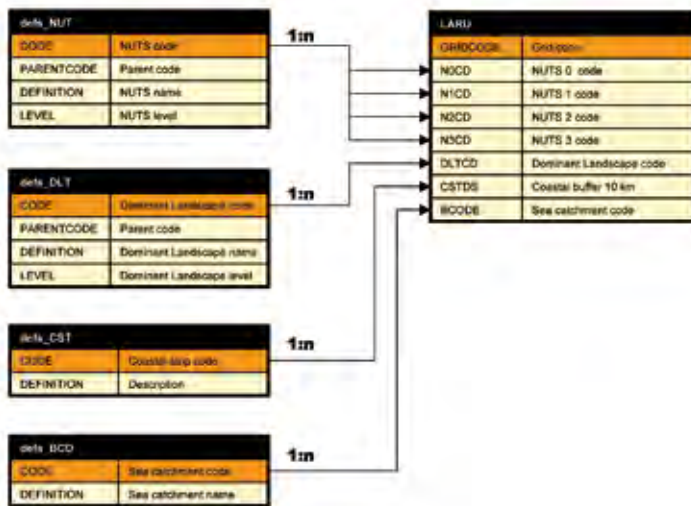 defs_NUT
CODE NUTS code
PARENTCODE Parent code
DEFINITION NUTS name
LEVEL NUTS level
1:n
defs_DLT
CODE Dominant Landscape code
PARENTCODE Parent code
DEFINITION Dominant Landscape name
LEVEL Dominant Landscape level
1:n
defs_CST
CODE Coastal strip code
DEFINITION Description
1:n
defs_BCD
CODE Sea catchment code
DEFINITION Sea catchment name
1:n
LARU
GRIDCODE Grid code
N0CD NUTS 0 code
N1CD NUTS 1 code
N2CD NUTS 2 code
N3CD NUTS 3 code
DLTCD Dominant Landscape code
CSTDS Coastal buffer 10 km
BCODE Sea catchment code